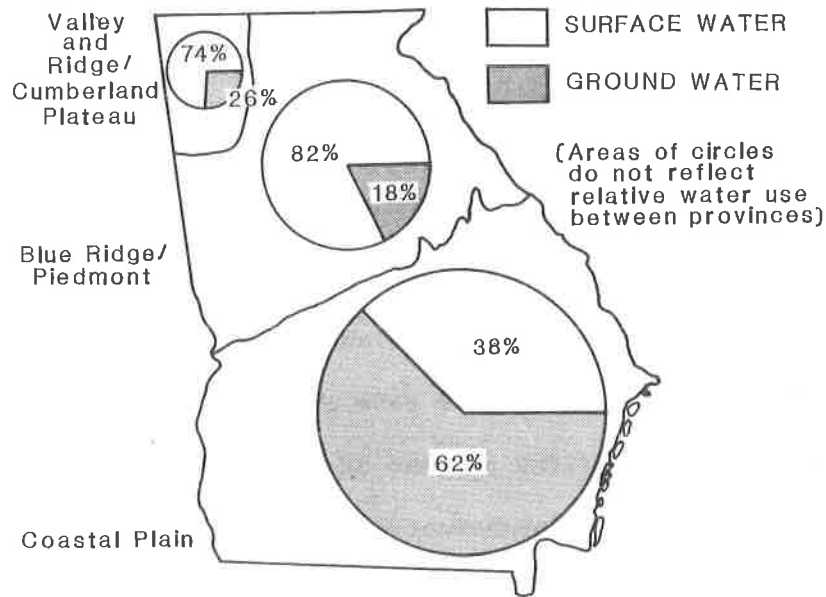 Valley
and
Ridge/
Cumberland
Plateau
74%
26%
SURFACE WATER
GROUND WATER
82%
18%
(Areas of circles
do not reflect
relative water use
between provinces)
Blue Ridge/
Piedmont
38%
62%
Coastal Plain